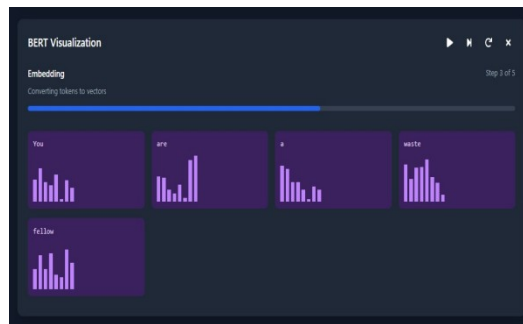 BERT Visualization
Embedding
Step 3 of 5
Converting tokens to vectors
You
are
a
waste
fellow